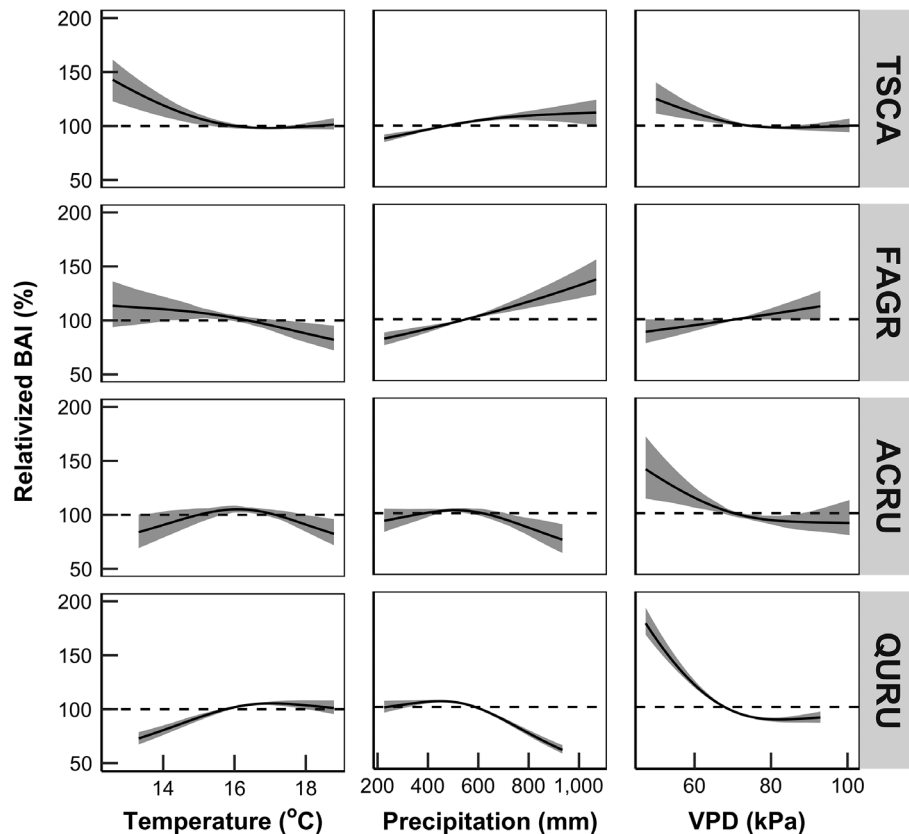 Relativized BAI (%)
200
150
100
50
TSCA
200
150
100
50
FAGR
200
150
100
50
ACRU
200
150
100
50
QURU
14 16 18
200 400 600 800 1,000
60 80 100
Temperature (°C)
Precipitation (mm)
VPD (kPa)